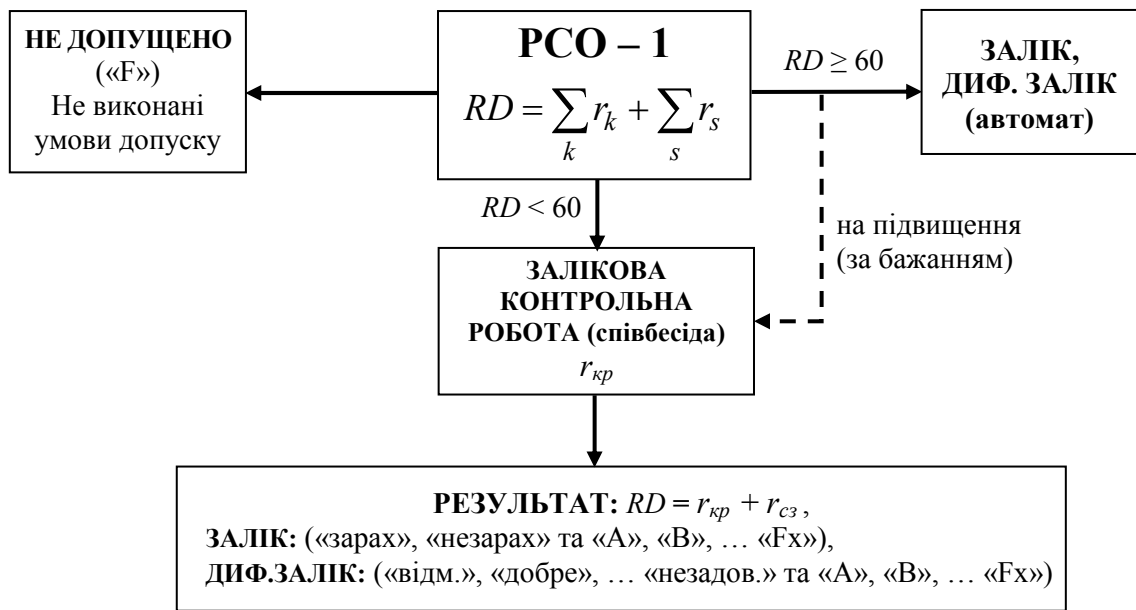 НЕ ДОПУЩЕНО
(«F»)
Не виконані
умови допуску
РСО – 1
RD = ∑ r_k + ∑ r_s
k s
RD ≥ 60
ЗАЛІК,
ДИФ. ЗАЛІК
(автомат)
RD < 60
на підвищення
(за бажанням)
ЗАЛІКОВА
КОНТРОЛЬНА
РОБОТА (співбесіда)
r_кр
РЕЗУЛЬТАТ: RD = r_кр + r_сз ,
ЗАЛІК: («зарах», «незарах» та «А», «В», … «Fx»),
ДИФ.ЗАЛІК: («відм.», «добре», … «незадов.» та «А», «В», … «Fx»)